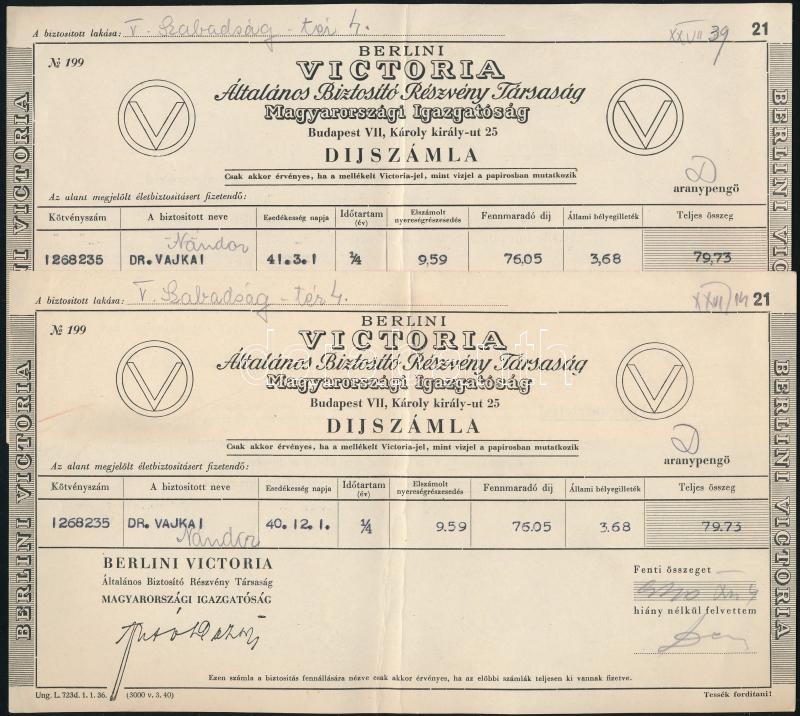 A biztosított lakása: V. Szabadság - tér 4.
XXVII 39 21
BERLINI
VICTORIA
№ 199
Általános Biztosító Részvény Társaság
Magyarországi Igazgatóság
Budapest VII, Károly király-ut 25
DIJSZÁMLA
Csak akkor érvényes, ha a mellékelt Victoria-jel, mint vizjel a papirosban mutatkozik
D
aranypengö
Az alant megjelölt életbiztosításert fizetendő:
Kötvényszám A biztosított neve Esedékesség napja Időtartam (év) Elszámolt nyereségrészesedés Fennmaradó dij Állami bélyegilleték Teljes összeg
Nándor
1268235 DR. VAJKAI 41.3.1 ¼ 9,59 76,05 3,68 79,73
BERLINI VICTORIA
A biztosított lakása: V. Szabadság - tér 4.
21
BERLINI
VICTORIA
№ 199
Általános Biztosító Részvény Társaság
Magyarországi Igazgatóság
Budapest VII, Károly király-ut 25
DIJSZÁMLA
Csak akkor érvényes, ha a mellékelt Victoria-jel, mint vizjel a papirosban mutatkozik
D
aranypengö
Az alant megjelölt életbiztosításert fizetendő:
Kötvényszám A biztosított neve Esedékesség napja Időtartam (év) Elszámolt nyereségrészesedés Fennmaradó dij Állami bélyegilleték Teljes összeg
1268235 DR. VAJKAI 40.12.1. ¼ 9.59 76.05 3.68 79.73
Nándor
BERLINI VICTORIA
Általános Biztosító Részvény Társaság
MAGYARORSZÁGI IGAZGATÓSÁG
Fenti összeget
hiány nélkül felvettem
Ezen számla a biztosítás fennállására nézve csak akkor érvényes, ha az előbbi számlák teljesen ki vannak fizetve.
Ung. L. 723d. 1. 1. 36. (3000 v. 3. 40) Tessék fordítani!
BERLINI VICTORIA
BERLINI VICTORIA